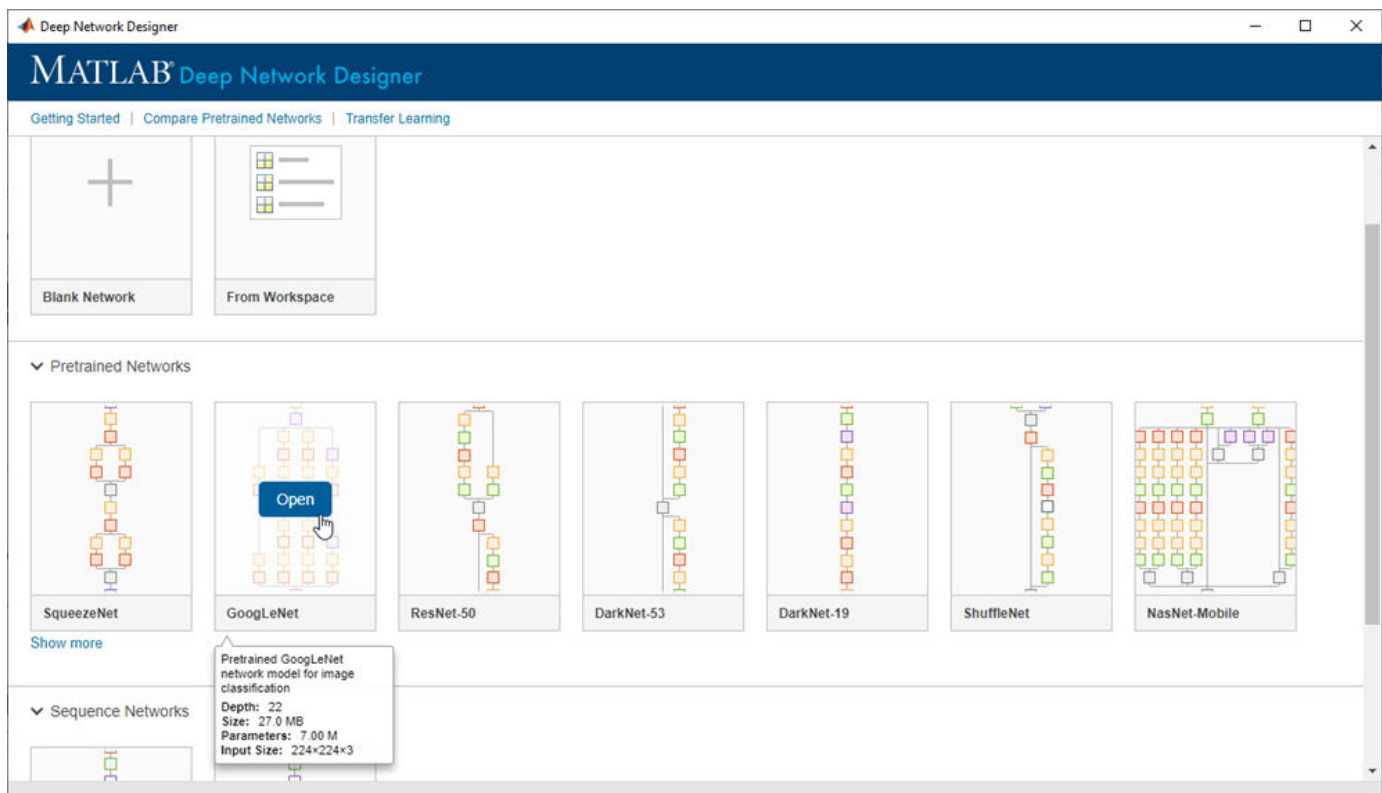 Deep Network Designer
MATLAB® Deep Network Designer
Getting Started | Compare Pretrained Networks | Transfer Learning
Blank Network
From Workspace
Pretrained Networks
Open
SqueezeNet
GoogLeNet
ResNet-50
DarkNet-53
DarkNet-19
ShuffleNet
NasNet-Mobile
Show more
Pretrained GoogLeNet
network model for image
classification
Depth: 22
Size: 27.0 MB
Parameters: 7.00 M
Input Size: 224×224×3
Sequence Networks